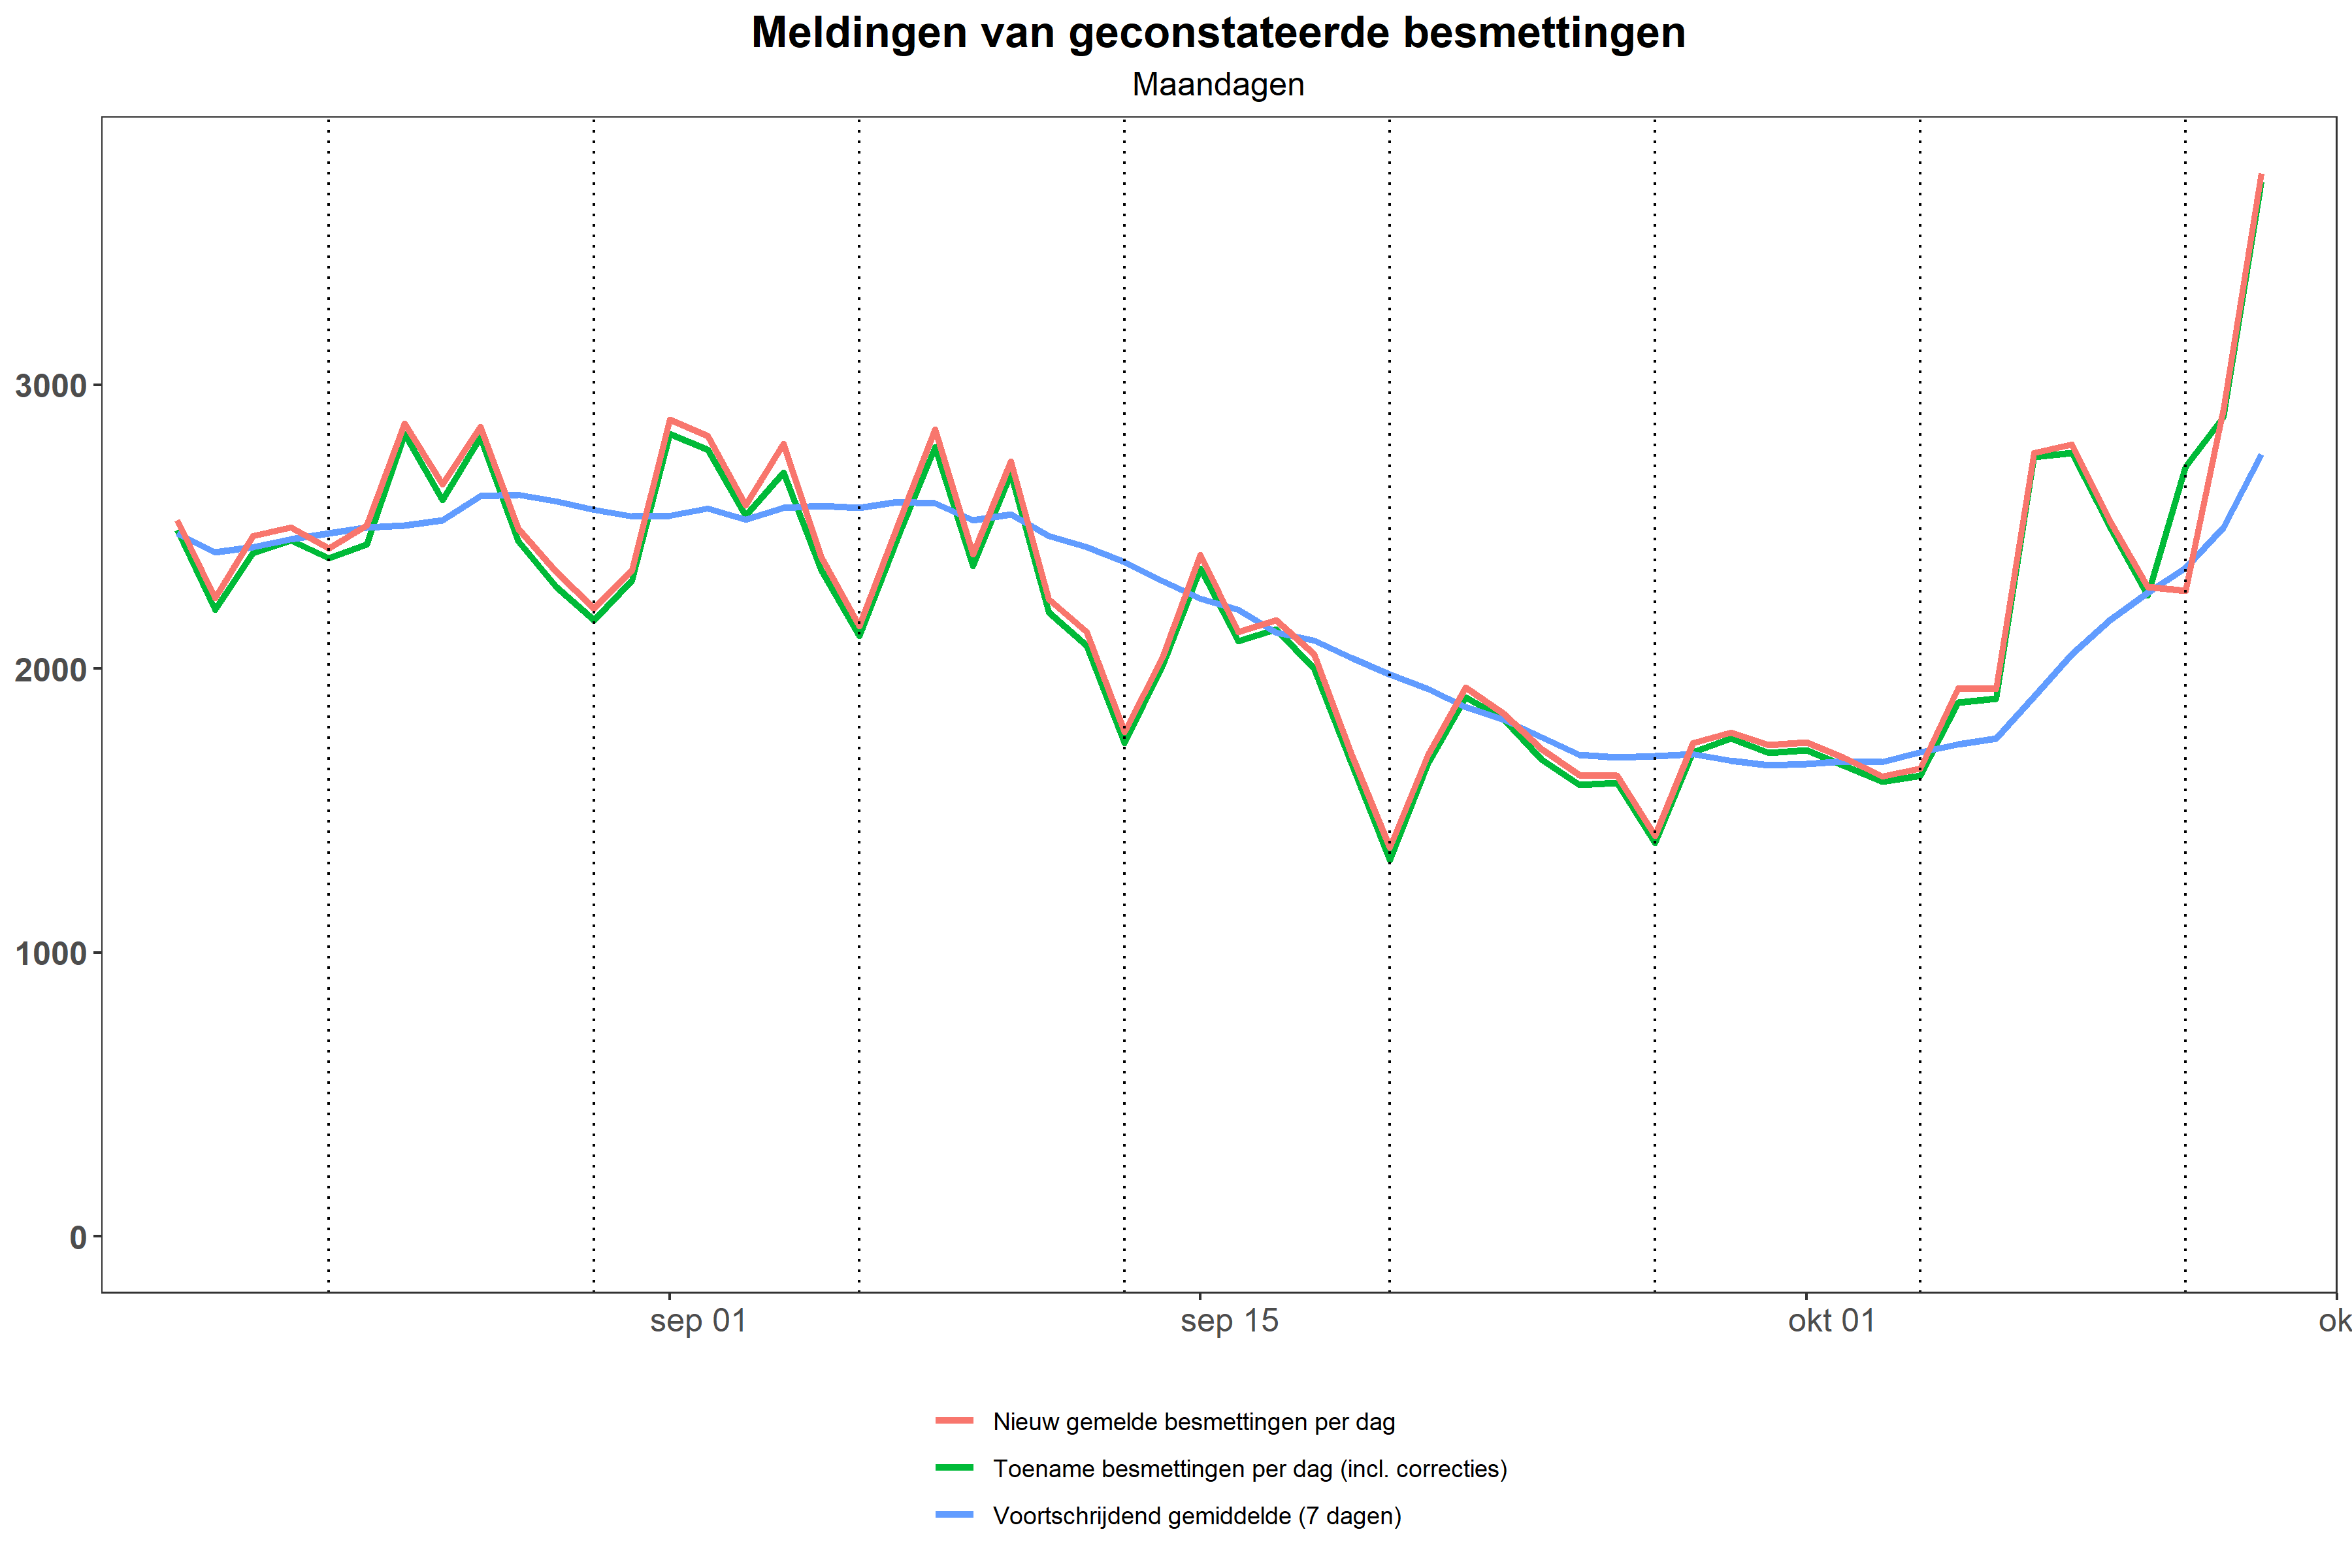 Meldingen van geconstateerde besmettingen
Maandagen
3000
2000
1000
0
sep 01
sep 15
okt 01
ok
Nieuw gemelde besmettingen per dag
Toename besmettingen per dag (incl. correcties)
Voortschrijdend gemiddelde (7 dagen)